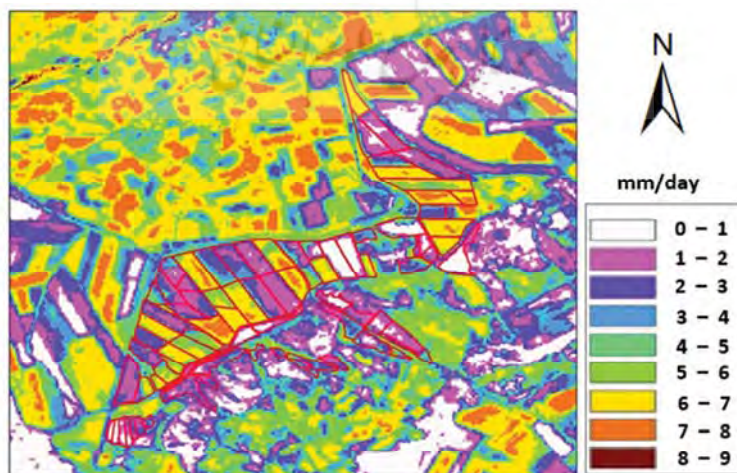 N
mm/day
0 – 1
1 – 2
2 – 3
3 – 4
4 – 5
5 – 6
6 – 7
7 – 8
8 – 9